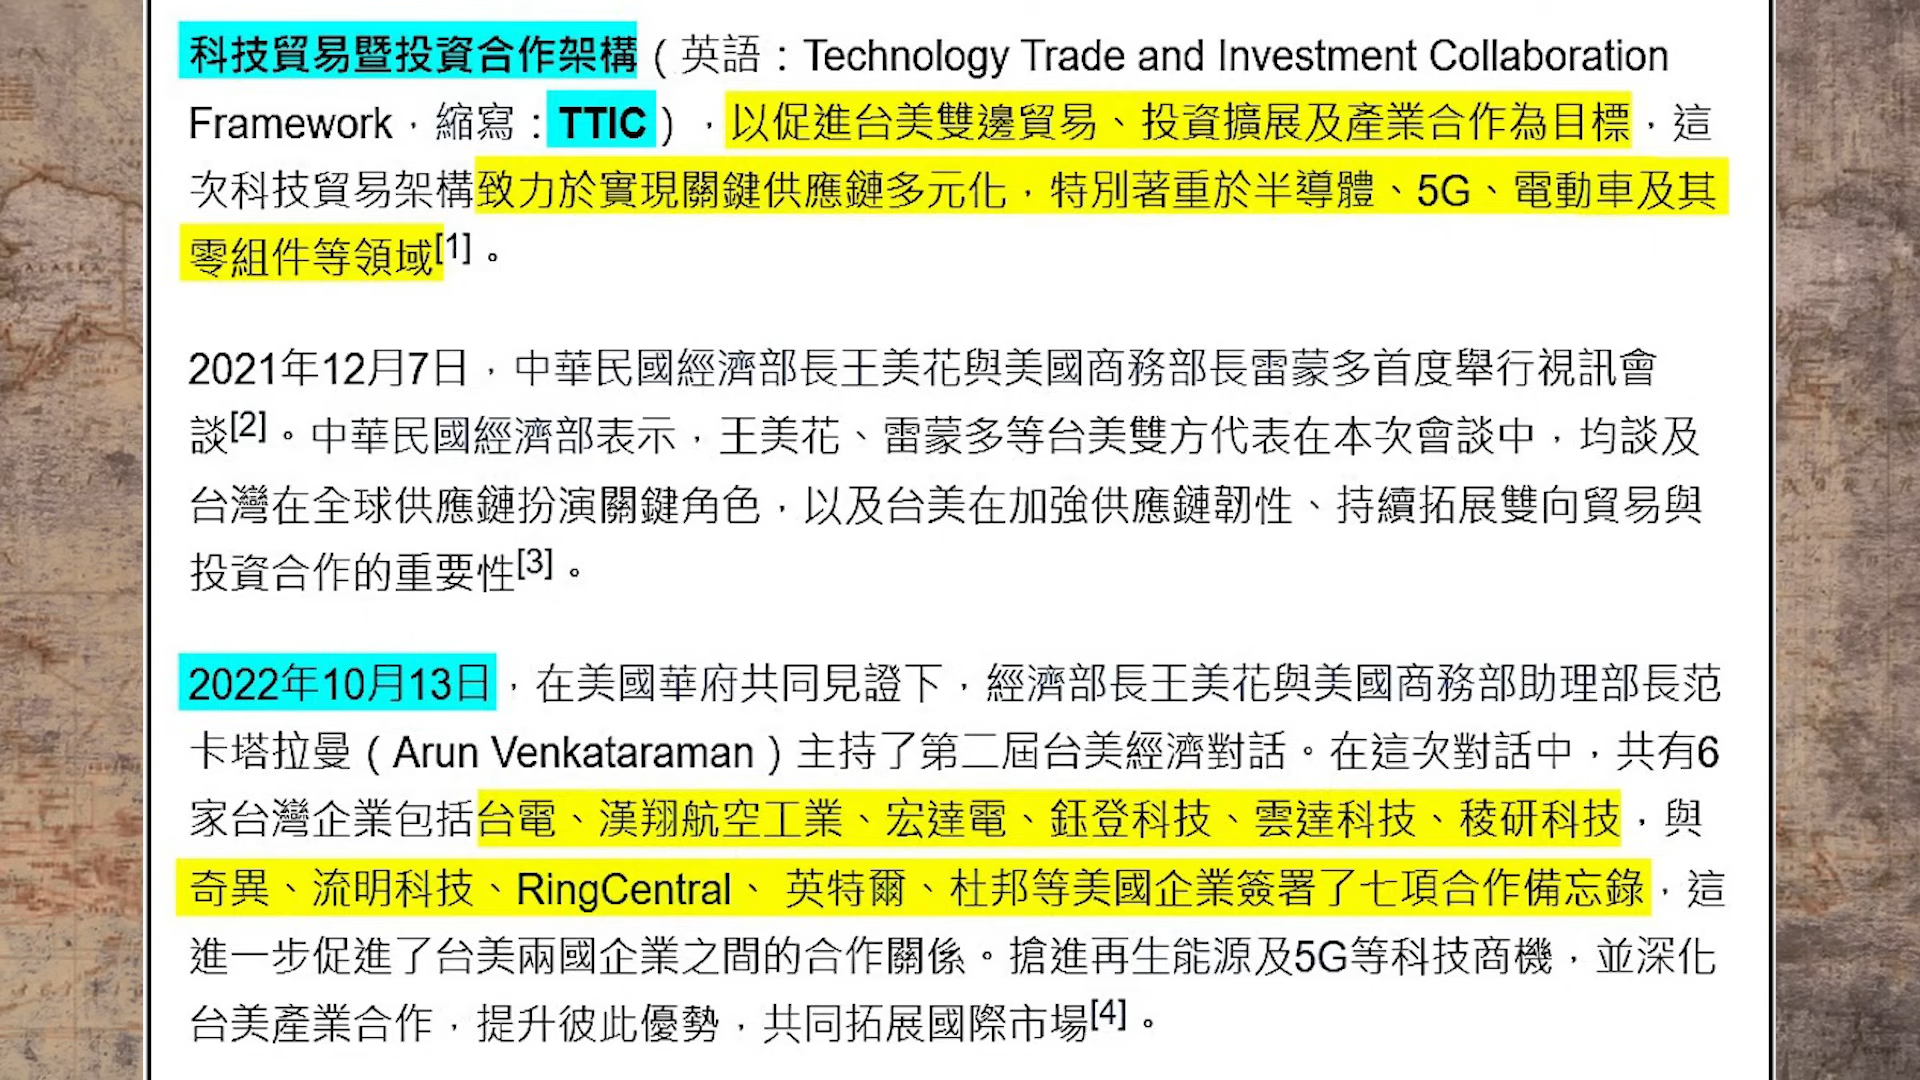 科技貿易暨投資合作架構（英語：Technology Trade and Investment Collaboration
Framework，縮寫：TTIC），以促進台美雙邊貿易、投資擴展及產業合作為目標，這
次科技貿易架構致力於實現關鍵供應鏈多元化，特別著重於半導體、5G、電動車及其
零組件等領域[1]。
2021年12月7日，中華民國經濟部長王美花與美國商務部長雷蒙多首度舉行視訊會
談[2]。中華民國經濟部表示，王美花、雷蒙多等台美雙方代表在本次會談中，均談及
台灣在全球供應鏈扮演關鍵角色，以及台美在加強供應鏈韌性、持續拓展雙向貿易與
投資合作的重要性[3]。
2022年10月13日，在美國華府共同見證下，經濟部長王美花與美國商務部助理部長范
卡塔拉曼（Arun Venkataraman）主持了第二屆台美經濟對話。在這次對話中，共有6
家台灣企業包括台電、漢翔航空工業、宏達電、鈺登科技、雲達科技、稜研科技，與
奇異、流明科技、RingCentral、 英特爾、杜邦等美國企業簽署了七項合作備忘錄，這
進一步促進了台美兩國企業之間的合作關係。搶進再生能源及5G等科技商機，並深化
台美產業合作，提升彼此優勢，共同拓展國際市場[4]。